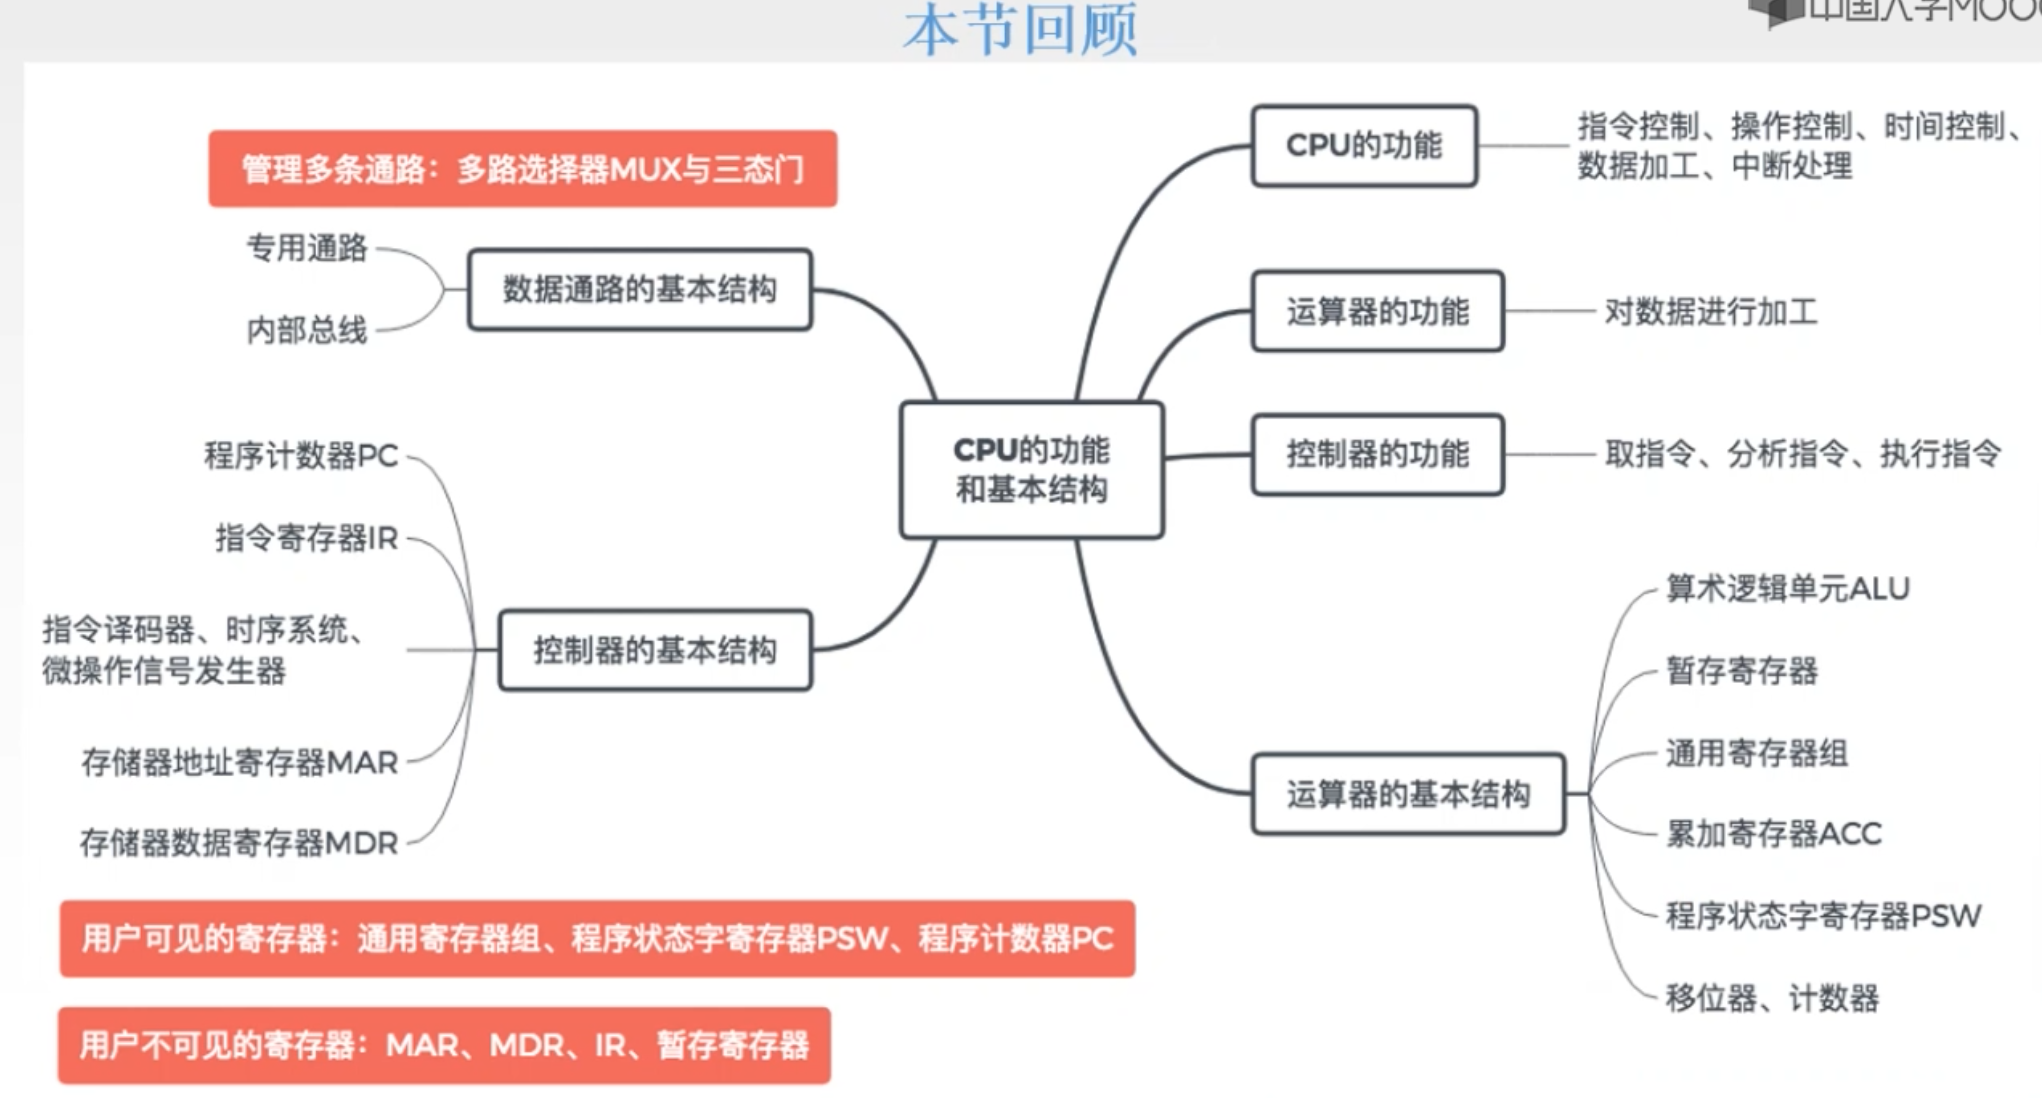 本节回顾
中国大学MOOC
管理多条通路：多路选择器MUX与三态门
专用通路
内部总线
数据通路的基本结构
程序计数器PC
指令寄存器IR
指令译码器、时序系统、
微操作信号发生器
存储器地址寄存器MAR
存储器数据寄存器MDR
控制器的基本结构
CPU的功能
和基本结构
CPU的功能
指令控制、操作控制、时间控制、
数据加工、中断处理
运算器的功能
对数据进行加工
控制器的功能
取指令、分析指令、执行指令
运算器的基本结构
算术逻辑单元ALU
暂存寄存器
通用寄存器组
累加寄存器ACC
程序状态字寄存器PSW
移位器、计数器
用户可见的寄存器：通用寄存器组、程序状态字寄存器PSW、程序计数器PC
用户不可见的寄存器：MAR、MDR、IR、暂存寄存器